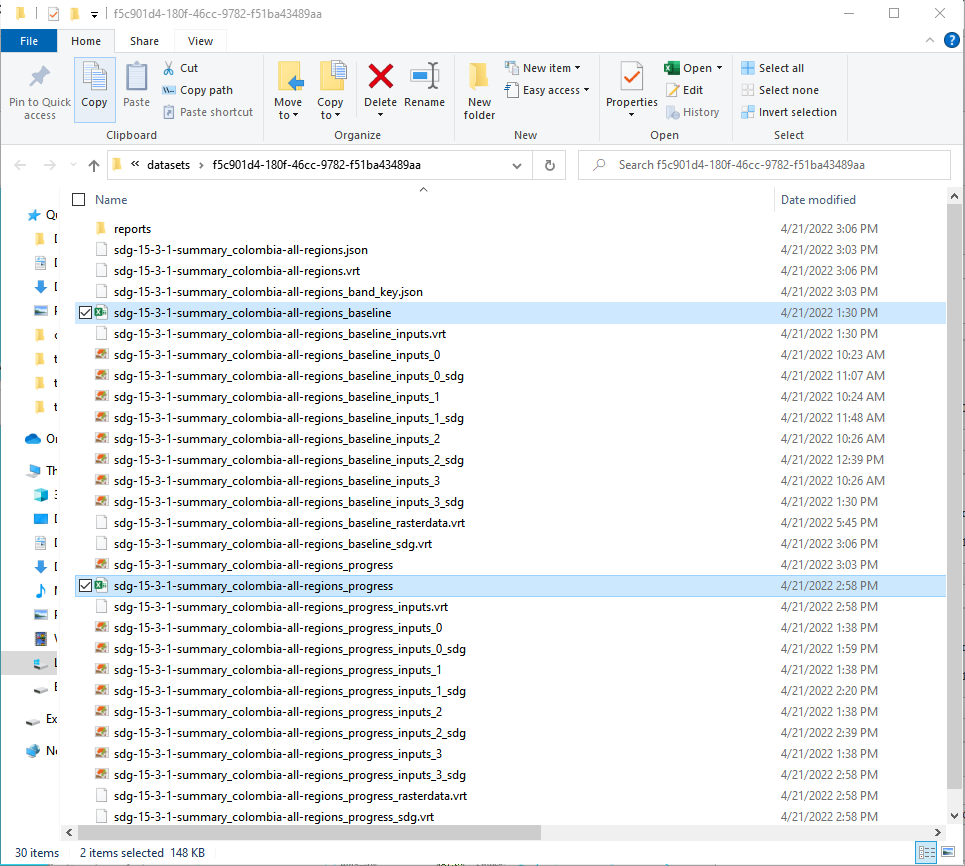 f5c901d4-180f-46cc-9782-f51ba43489aa
File Home Share View
Pin to Quick access
Copy
Paste
Cut
Copy path
Paste shortcut
Clipboard
Move to
Copy to
Delete
Rename
Organize
New folder
New item
Easy access
New
Properties
Open
Edit
History
Open
Select all
Select none
Invert selection
Select
« datasets › f5c901d4-180f-46cc-9782-f51ba43489aa
Search f5c901d4-180f-46cc-9782-f51ba43489aa
Name Date modified
reports 4/21/2022 3:06 PM
sdg-15-3-1-summary_colombia-all-regions.json 4/21/2022 3:03 PM
sdg-15-3-1-summary_colombia-all-regions.vrt 4/21/2022 3:06 PM
sdg-15-3-1-summary_colombia-all-regions_band_key.json 4/21/2022 3:03 PM
sdg-15-3-1-summary_colombia-all-regions_baseline 4/21/2022 1:30 PM
sdg-15-3-1-summary_colombia-all-regions_baseline_inputs.vrt 4/21/2022 1:30 PM
sdg-15-3-1-summary_colombia-all-regions_baseline_inputs_0 4/21/2022 10:23 AM
sdg-15-3-1-summary_colombia-all-regions_baseline_inputs_0_sdg 4/21/2022 11:07 AM
sdg-15-3-1-summary_colombia-all-regions_baseline_inputs_1 4/21/2022 10:24 AM
sdg-15-3-1-summary_colombia-all-regions_baseline_inputs_1_sdg 4/21/2022 11:48 AM
sdg-15-3-1-summary_colombia-all-regions_baseline_inputs_2 4/21/2022 10:26 AM
sdg-15-3-1-summary_colombia-all-regions_baseline_inputs_2_sdg 4/21/2022 12:39 PM
sdg-15-3-1-summary_colombia-all-regions_baseline_inputs_3 4/21/2022 10:26 AM
sdg-15-3-1-summary_colombia-all-regions_baseline_inputs_3_sdg 4/21/2022 1:30 PM
sdg-15-3-1-summary_colombia-all-regions_baseline_rasterdata.vrt 4/21/2022 5:45 PM
sdg-15-3-1-summary_colombia-all-regions_baseline_sdg.vrt 4/21/2022 3:06 PM
sdg-15-3-1-summary_colombia-all-regions_progress 4/21/2022 3:03 PM
sdg-15-3-1-summary_colombia-all-regions_progress 4/21/2022 2:58 PM
sdg-15-3-1-summary_colombia-all-regions_progress_inputs.vrt 4/21/2022 2:58 PM
sdg-15-3-1-summary_colombia-all-regions_progress_inputs_0 4/21/2022 1:38 PM
sdg-15-3-1-summary_colombia-all-regions_progress_inputs_0_sdg 4/21/2022 1:59 PM
sdg-15-3-1-summary_colombia-all-regions_progress_inputs_1 4/21/2022 1:38 PM
sdg-15-3-1-summary_colombia-all-regions_progress_inputs_1_sdg 4/21/2022 2:20 PM
sdg-15-3-1-summary_colombia-all-regions_progress_inputs_2 4/21/2022 1:38 PM
sdg-15-3-1-summary_colombia-all-regions_progress_inputs_2_sdg 4/21/2022 2:39 PM
sdg-15-3-1-summary_colombia-all-regions_progress_inputs_3 4/21/2022 1:38 PM
sdg-15-3-1-summary_colombia-all-regions_progress_inputs_3_sdg 4/21/2022 2:58 PM
sdg-15-3-1-summary_colombia-all-regions_progress_rasterdata.vrt 4/21/2022 2:58 PM
sdg-15-3-1-summary_colombia-all-regions_progress_sdg.vrt 4/21/2022 2:58 PM
30 items 2 items selected 148 KB